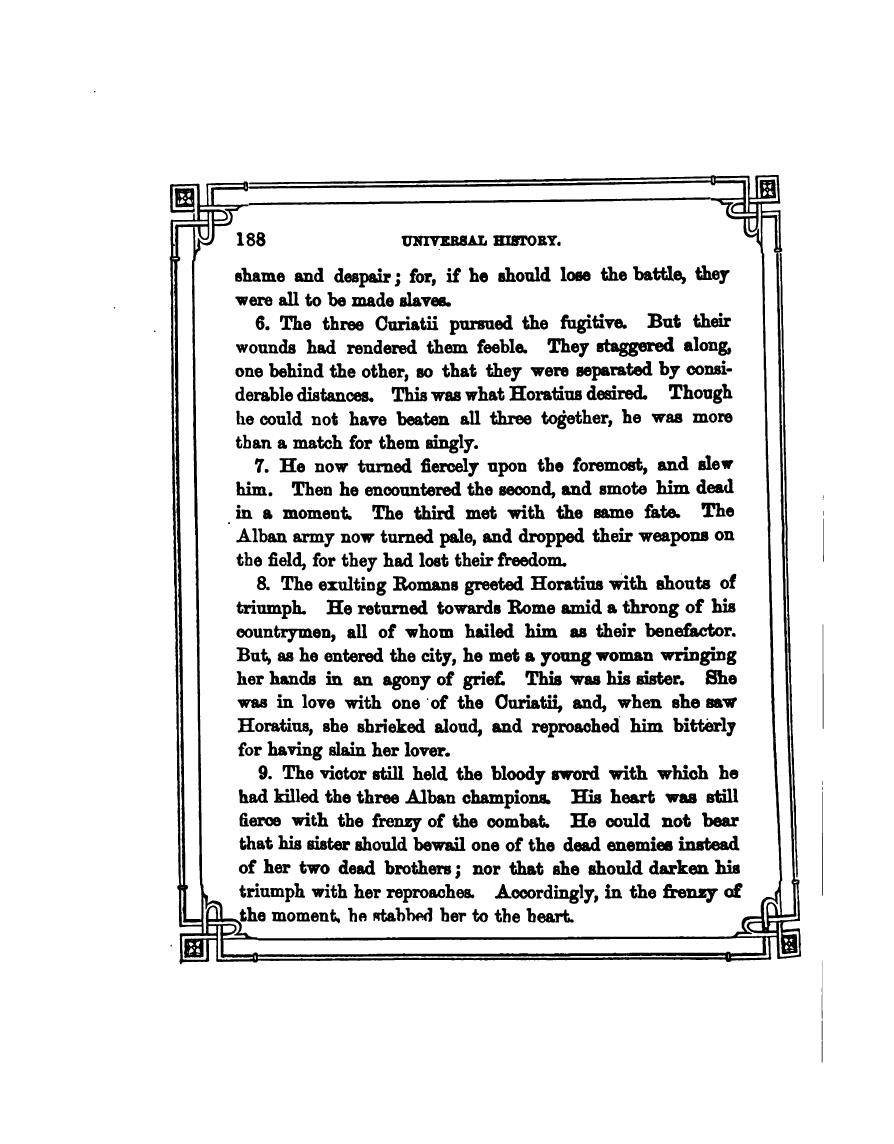 188 UNIVERSAL HISTORY.
shame and despair; for, if he should lose the battle, they
were all to be made slaves.
6. The three Curiatii pursued the fugitive. But their
wounds had rendered them feeble. They staggered along,
one behind the other, so that they were separated by consi-
derable distances. This was what Horatius desired. Though
he could not have beaten all three together, he was more
than a match for them singly.
7. He now turned fiercely upon the foremost, and slew
him. Then he encountered the second, and smote him dead
in a moment. The third met with the same fate. The
Alban army now turned pale, and dropped their weapons on
the field, for they had lost their freedom.
8. The exulting Romans greeted Horatius with shouts of
triumph. He returned towards Rome amid a throng of his
countrymen, all of whom hailed him as their benefactor.
But, as he entered the city, he met a young woman wringing
her hands in an agony of grief. This was his sister. She
was in love with one of the Curiatii, and, when she saw
Horatius, she shrieked aloud, and reproached him bitterly
for having slain her lover.
9. The victor still held the bloody sword with which he
had killed the three Alban champions. His heart was still
fierce with the frenzy of the combat. He could not bear
that his sister should bewail one of the dead enemies instead
of her two dead brothers; nor that she should darken his
triumph with her reproaches. Accordingly, in the frenzy of
the moment, he stabbed her to the heart.